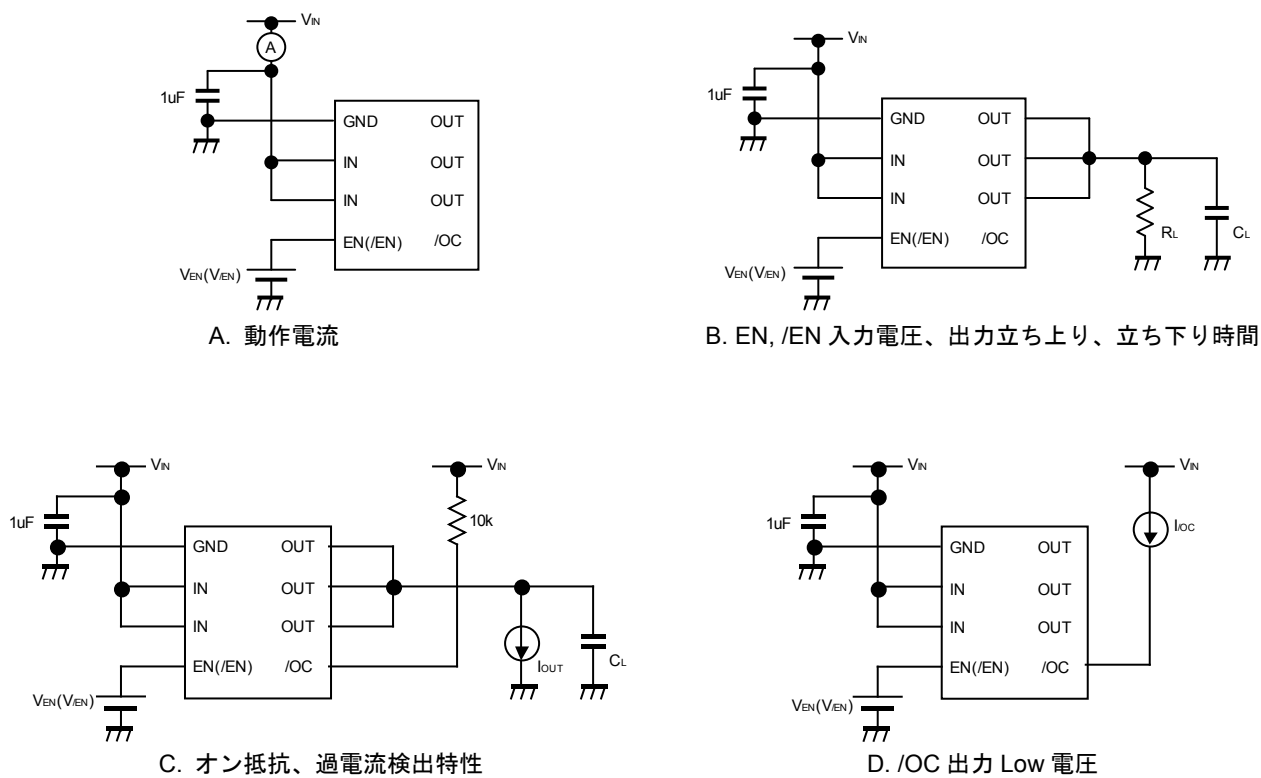 VIN
A
1uF
GND OUT
IN OUT
IN OUT
EN(/EN) /OC
VEN(V/EN)
A. 動作電流
VIN
1uF
GND OUT
IN OUT
IN OUT
EN(/EN) /OC
VEN(V/EN)
RL
CL
B. EN, /EN 入力電圧、出力立ち上り、立ち下り時間
VIN
VIN
1uF
10k
GND OUT
IN OUT
IN OUT
EN(/EN) /OC
VEN(V/EN)
IOUT
CL
C. オン抵抗、過電流検出特性
VIN
VIN
1uF
I/OC
GND OUT
IN OUT
IN OUT
EN(/EN) /OC
VEN(V/EN)
D. /OC 出力 Low 電圧